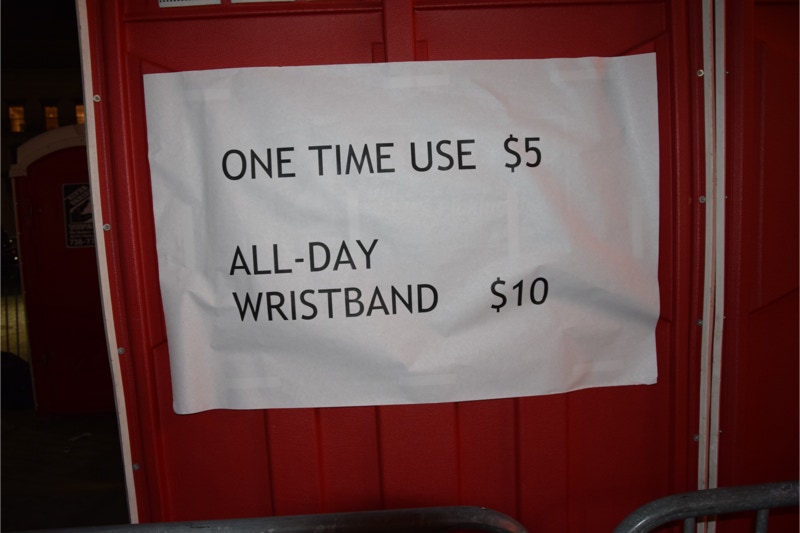 ONE TIME USE $5
ALL-DAY
WRISTBAND $10